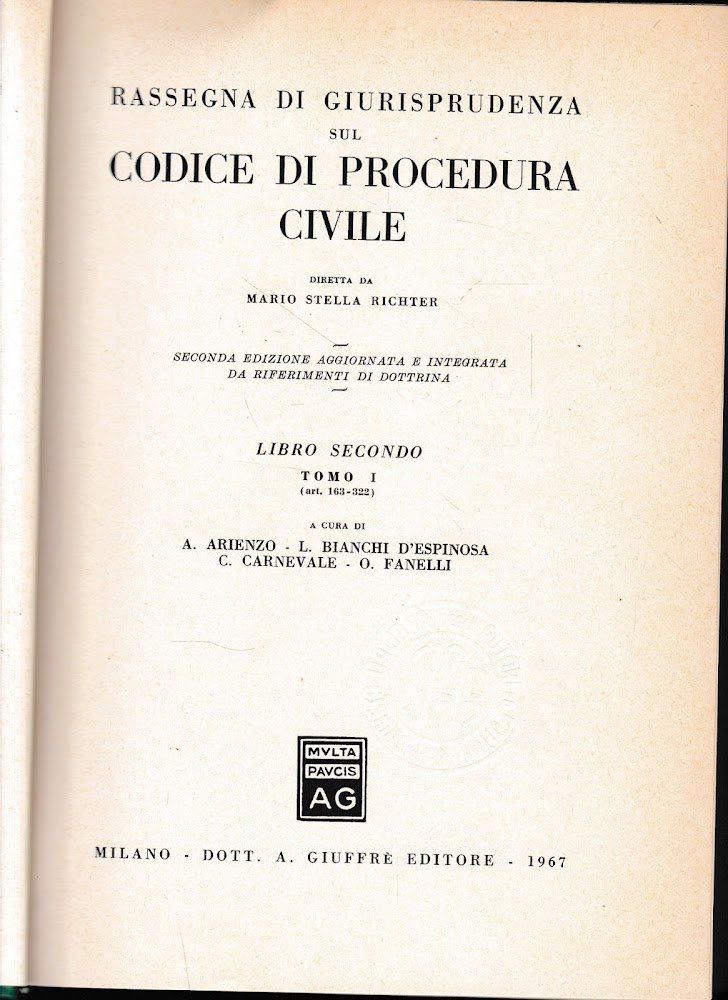 RASSEGNA DI GIURISPRUDENZA
SUL
CODICE DI PROCEDURA
CIVILE
DIRETTA DA
MARIO STELLA RICHTER
SECONDA EDIZIONE AGGIORNATA E INTEGRATA
DA RIFERIMENTI DI DOTTRINA
LIBRO SECONDO
TOMO I
(art. 163-322)
A CURA DI
A. ARIENZO - L. BIANCHI D'ESPINOSA
C. CARNEVALE - O. FANELLI
MVLTA
PAVCIS
AG
MILANO - DOTT. A. GIUFFRÈ EDITORE - 1967